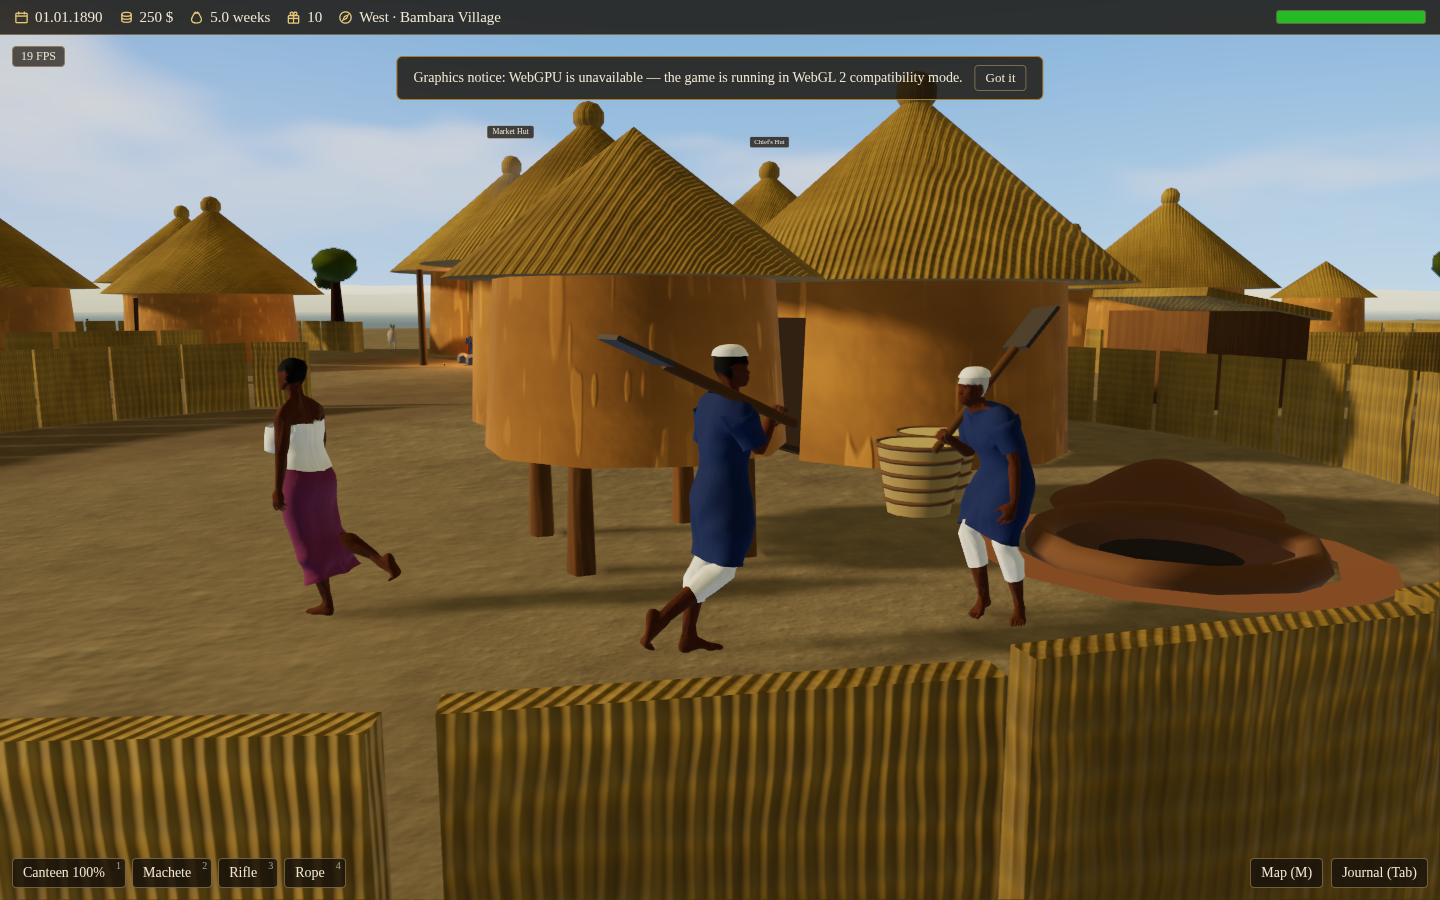 01.01.1890 250 $ 5.0 weeks 10 West · Bambara Village
19 FPS
Graphics notice: WebGPU is unavailable — the game is running in WebGL 2 compatibility mode. Got it
Market Hut
Chief's Hut
Canteen 100% 1 Machete 2 Rifle 3 Rope 4
Map (M) Journal (Tab)